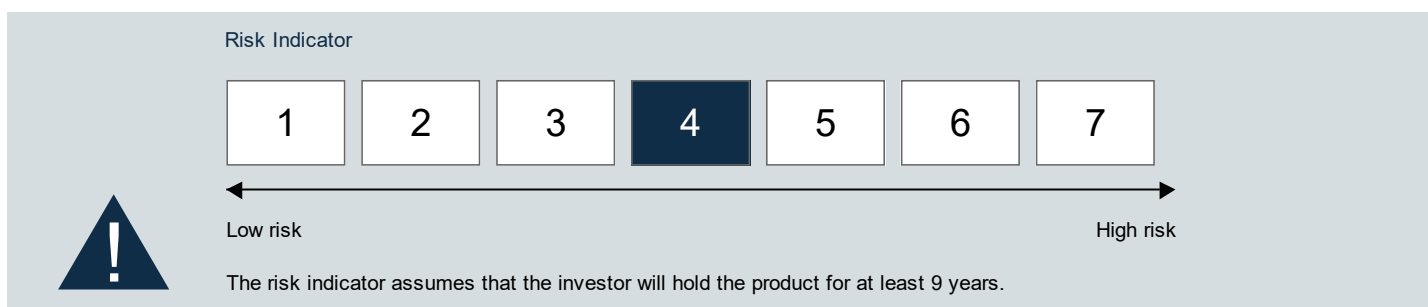 Risk Indicator
1 2 3 4 5 6 7
Low risk High risk
!
The risk indicator assumes that the investor will hold the product for at least 9 years.